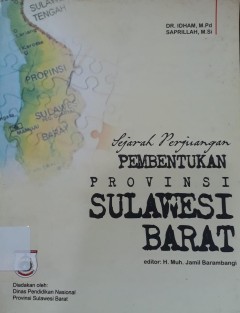 SULAWESI
TENGAH
DR. IDHAM, M.Pd
SAPRILLAH, M.Si
PROPINSI
SULAWESI
BARAT
Sejarah Perjuangan
PEMBENTUKAN
PROVINSI
SULAWESI
BARAT
editor: H. Muh. Jamil Barambangi
Diadakan oleh:
Dinas Pendidikan Nasional
Provinsi Sulawesi Barat